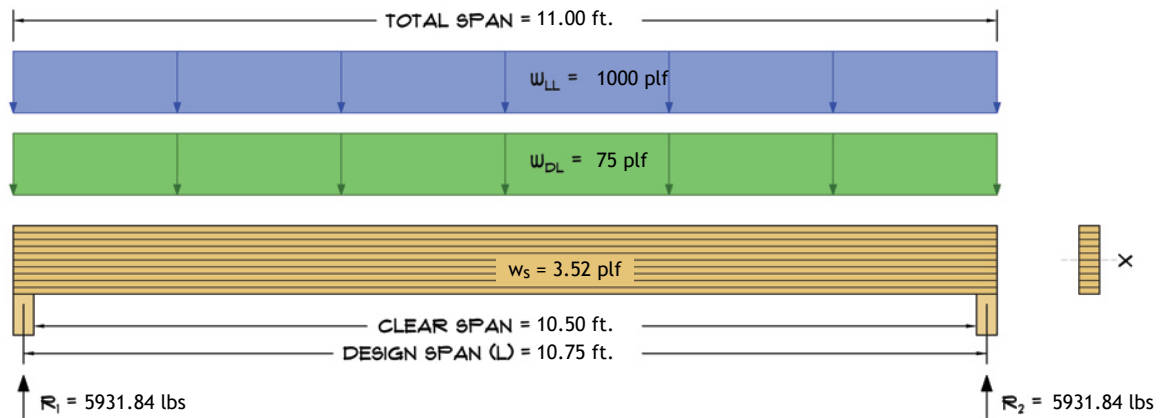 TOTAL SPAN = 11.00 ft.
WLL = 1000 plf
WDL = 75 plf
ws = 3.52 plf
X
CLEAR SPAN = 10.50 ft.
DESIGN SPAN (L) = 10.75 ft.
R1 = 5931.84 lbs
R2 = 5931.84 lbs